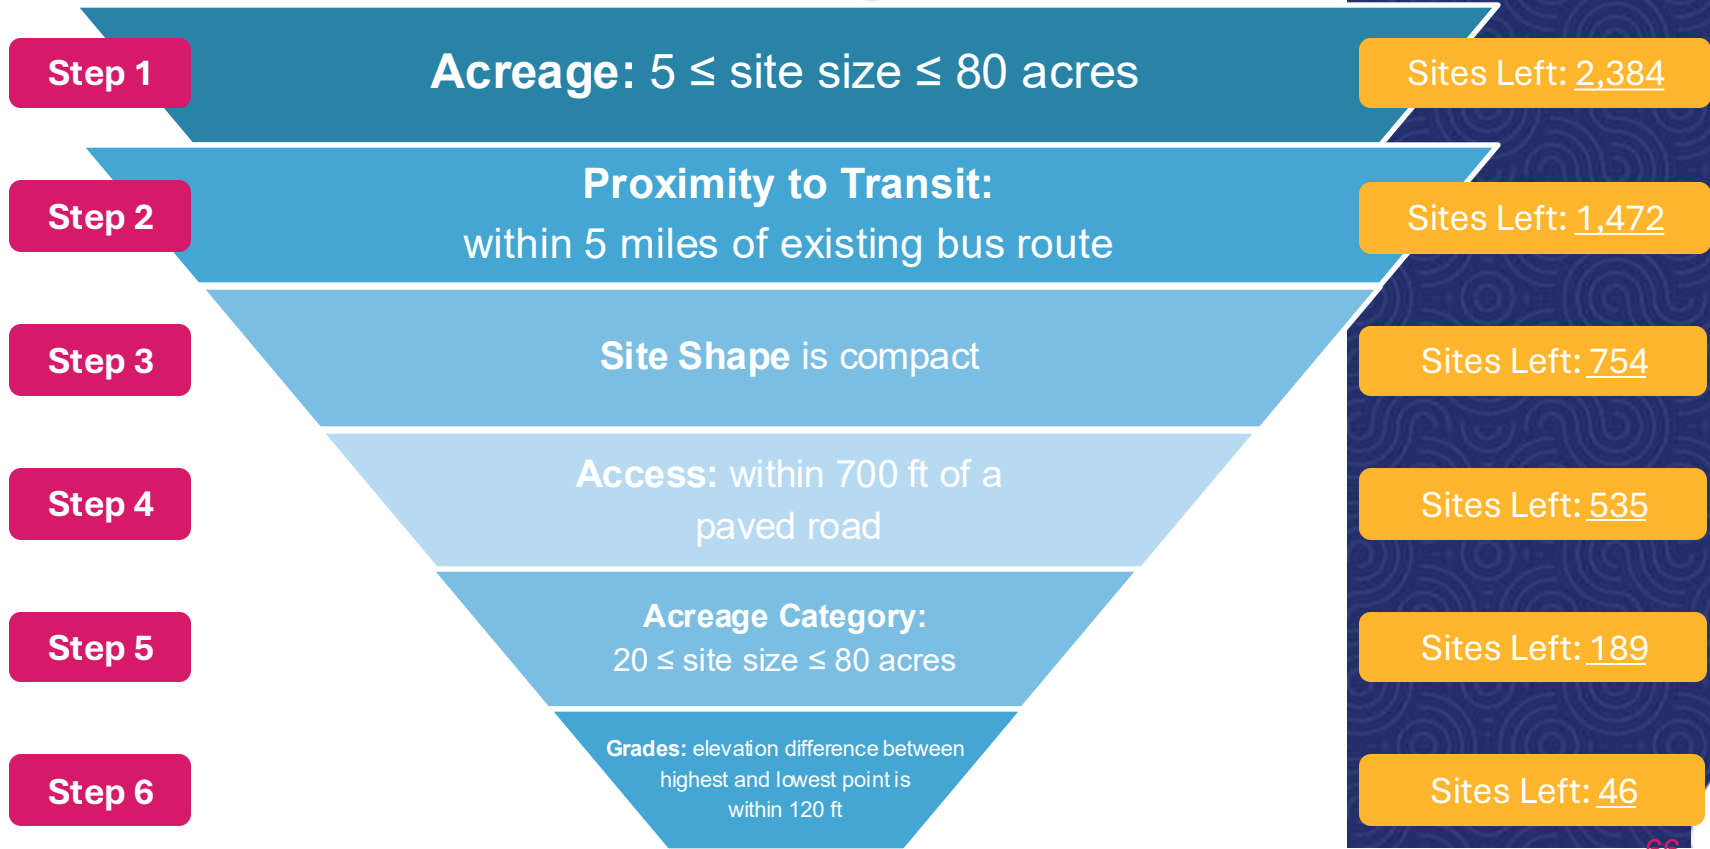 Step 1
Acreage: 5 ≤ site size ≤ 80 acres
Sites Left: 2,384
Step 2
Proximity to Transit:
within 5 miles of existing bus route
Sites Left: 1,472
Step 3
Site Shape is compact
Sites Left: 754
Step 4
Access: within 700 ft of a
paved road
Sites Left: 535
Step 5
Acreage Category:
20 ≤ site size ≤ 80 acres
Sites Left: 189
Step 6
Grades: elevation difference between
highest and lowest point is
within 120 ft
Sites Left: 46